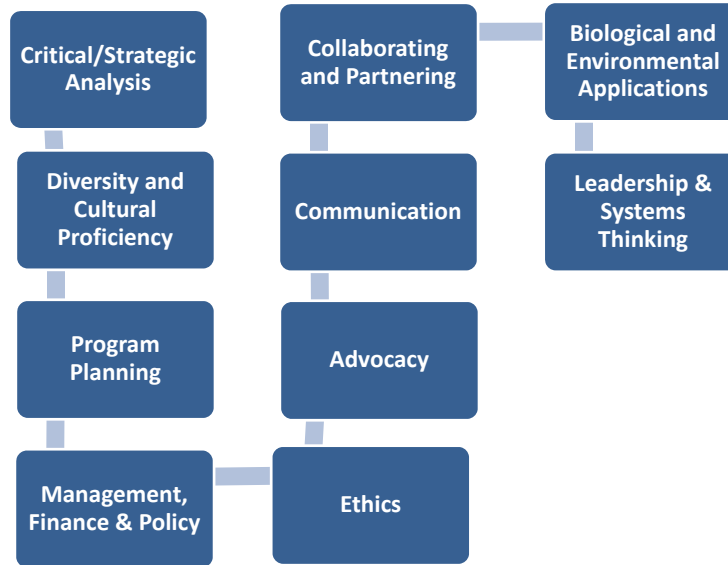 Critical/Strategic
Analysis
Diversity and
Cultural
Proficiency
Program
Planning
Management,
Finance & Policy
Ethics
Advocacy
Communication
Collaborating
and Partnering
Biological and
Environmental
Applications
Leadership &
Systems
Thinking